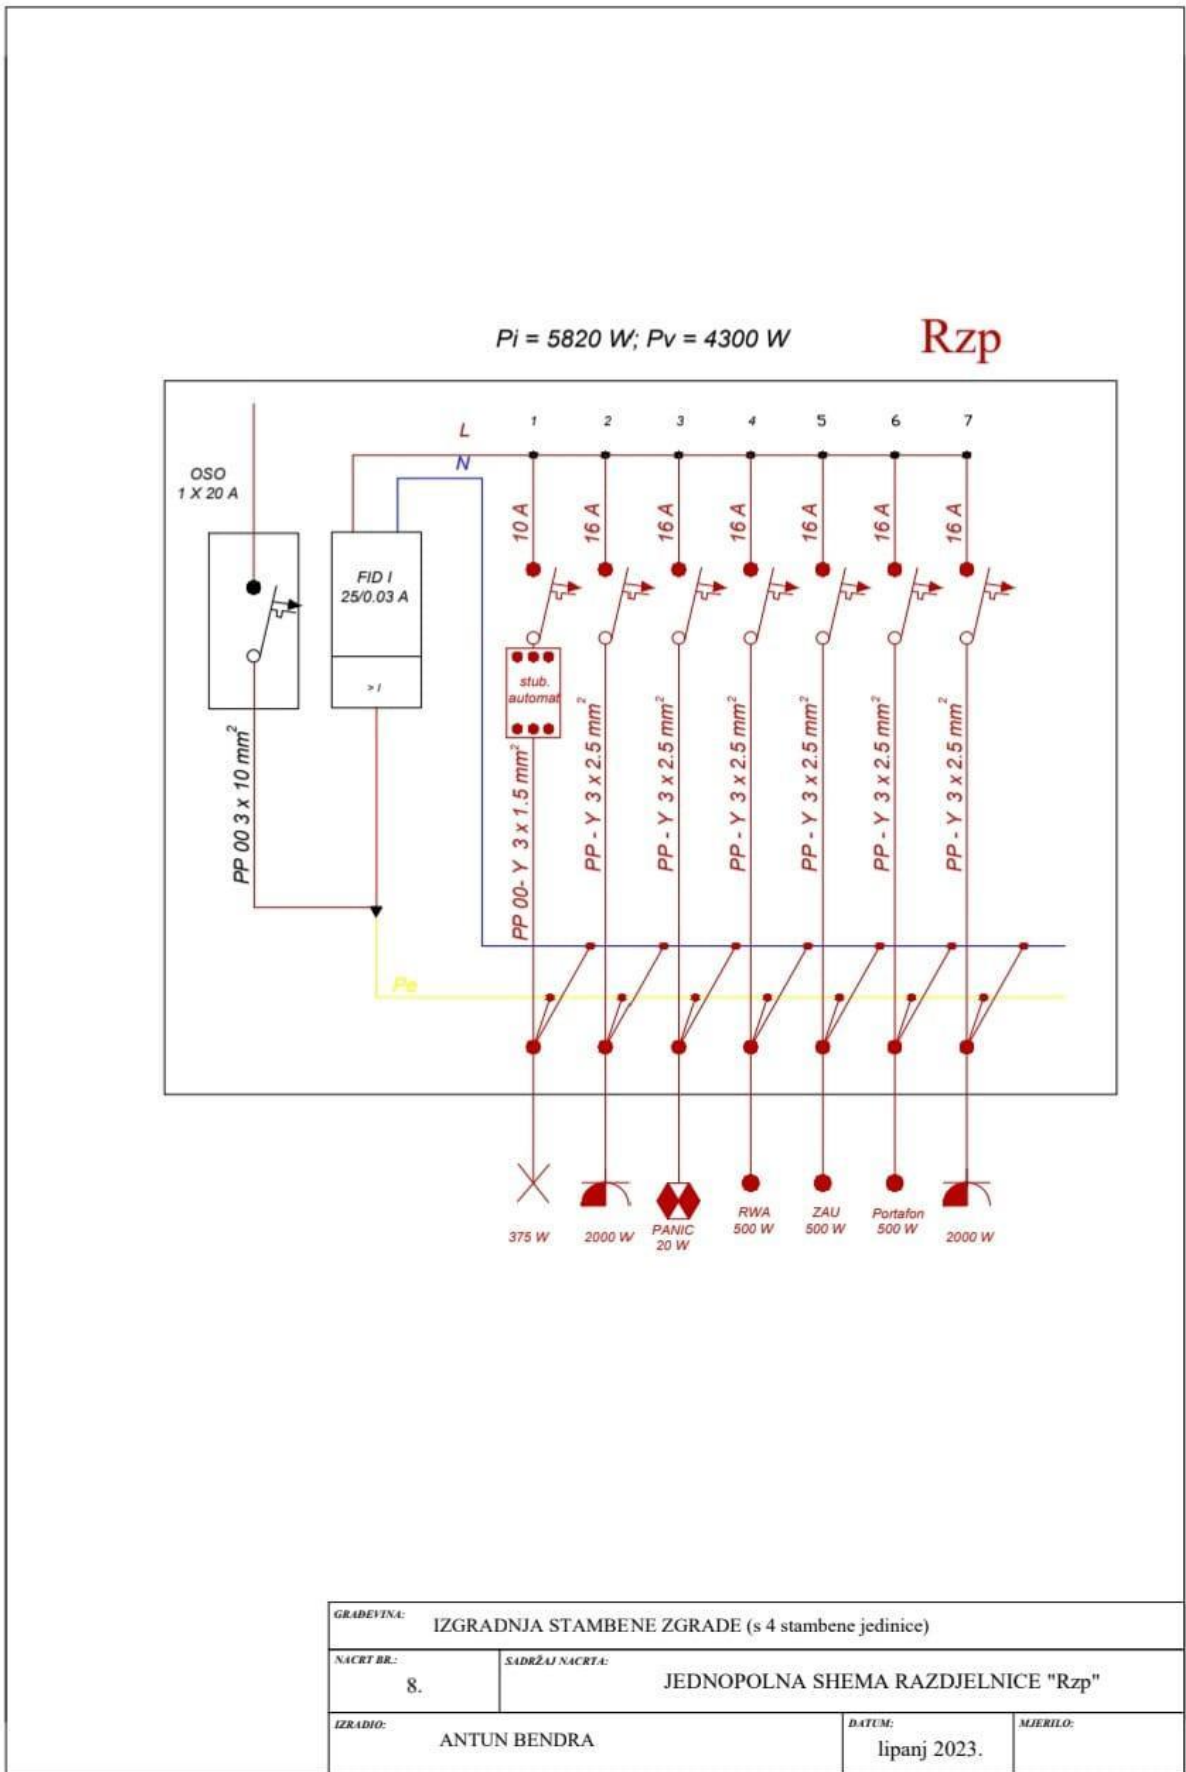 Pi = 5820 W; Pv = 4300 W
Rzp
OSO
1 X 20 A
L
N
1
2
3
4
5
6
7
10 A
16 A
16 A
16 A
16 A
16 A
16 A
FID I
25/0.03 A
> I
stub.
automat
PP 00 3 x 10 mm²
PP 00- Y 3 x 1.5 mm²
PP - Y 3 x 2.5 mm²
PP - Y 3 x 2.5 mm²
PP - Y 3 x 2.5 mm²
PP - Y 3 x 2.5 mm²
PP - Y 3 x 2.5 mm²
PP - Y 3 x 2.5 mm²
Pe
375 W
2000 W
PANIC
20 W
RWA
500 W
ZAU
500 W
Portafon
500 W
2000 W
GRAĐEVINA:
IZGRADNJA STAMBENE ZGRADE (s 4 stambene jedinice)
NACRT BR.:
8.
SADRŽAJ NACRTA:
JEDNOPOLNA SHEMA RAZDJELNICE "Rzp"
IZRADIO:
ANTUN BENDRA
DATUM:
lipanj 2023.
MJERILO: